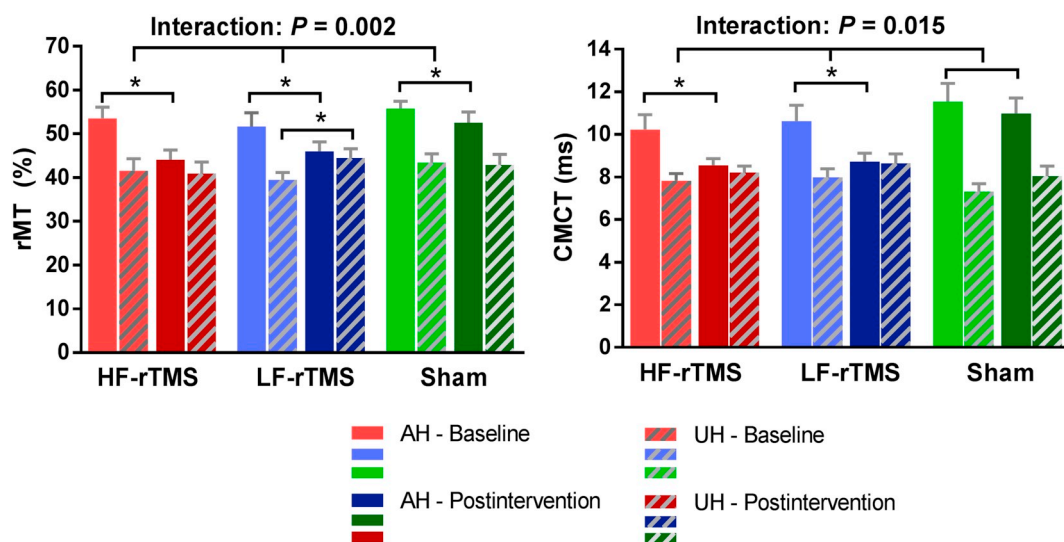 Interaction: P = 0.002
rMT (%)
70
60
50
40
30
20
10
0
*
*
*
*
HF-rTMS
LF-rTMS
Sham
Interaction: P = 0.015
CMCT (ms)
14
12
10
8
6
4
2
0
*
*
HF-rTMS
LF-rTMS
Sham
AH - Baseline
UH - Baseline
AH - Postintervention
UH - Postintervention